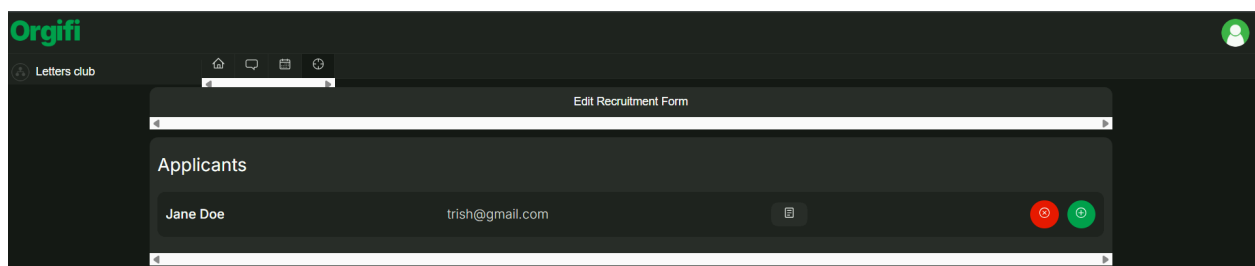 Orgifi
Letters club
Edit Recruitment Form
Applicants
Jane Doe trish@gmail.com